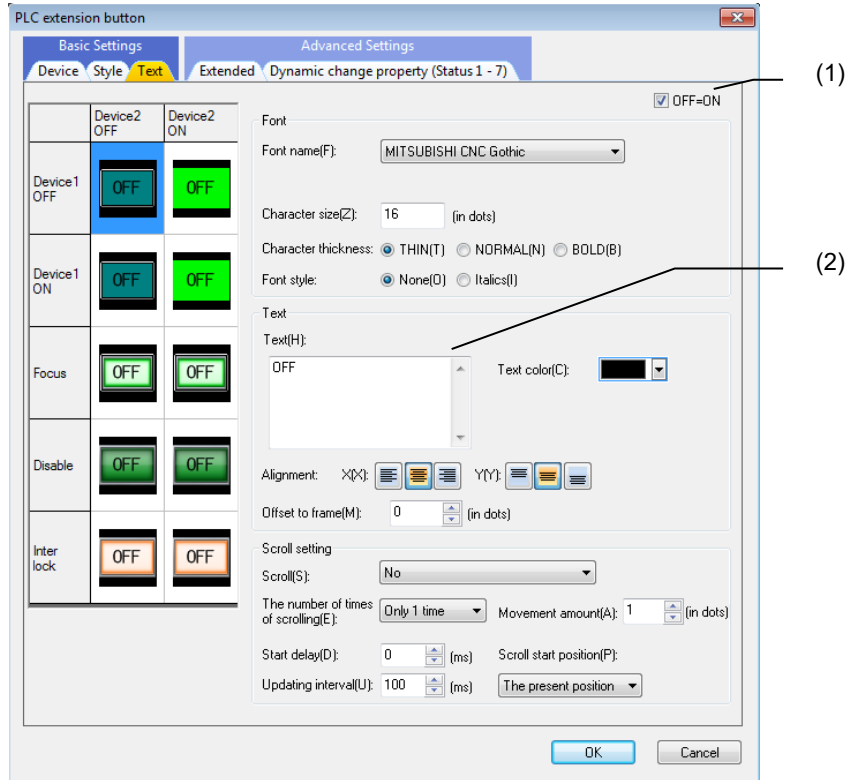 PLC extension button
Basic Settings Advanced Settings
Device Style Text Extended Dynamic change property (Status 1 - 7)
(1)
OFF=ON
Device2 OFF Device2 ON
Font
Font name(F): MITSUBISHI CNC Gothic
Device1 OFF OFF OFF
Character size(Z): 16 (in dots)
Character thickness: THIN(T) NORMAL(N) BOLD(B)
(2)
Device1 ON OFF OFF
Font style: None(O) Italics(I)
Text
Text(H):
OFF Text color(C):
Focus OFF OFF
Disable OFF OFF
Alignment: X(X): Y(Y):
Offset to frame(M): 0 (in dots)
Inter lock OFF OFF
Scroll setting
Scroll(S): No
The number of times of scrolling(E): Only 1 time Movement amount(A): 1 (in dots)
Start delay(D): 0 (ms) Scroll start position(P):
Updating interval(U): 100 (ms) The present position
OK Cancel